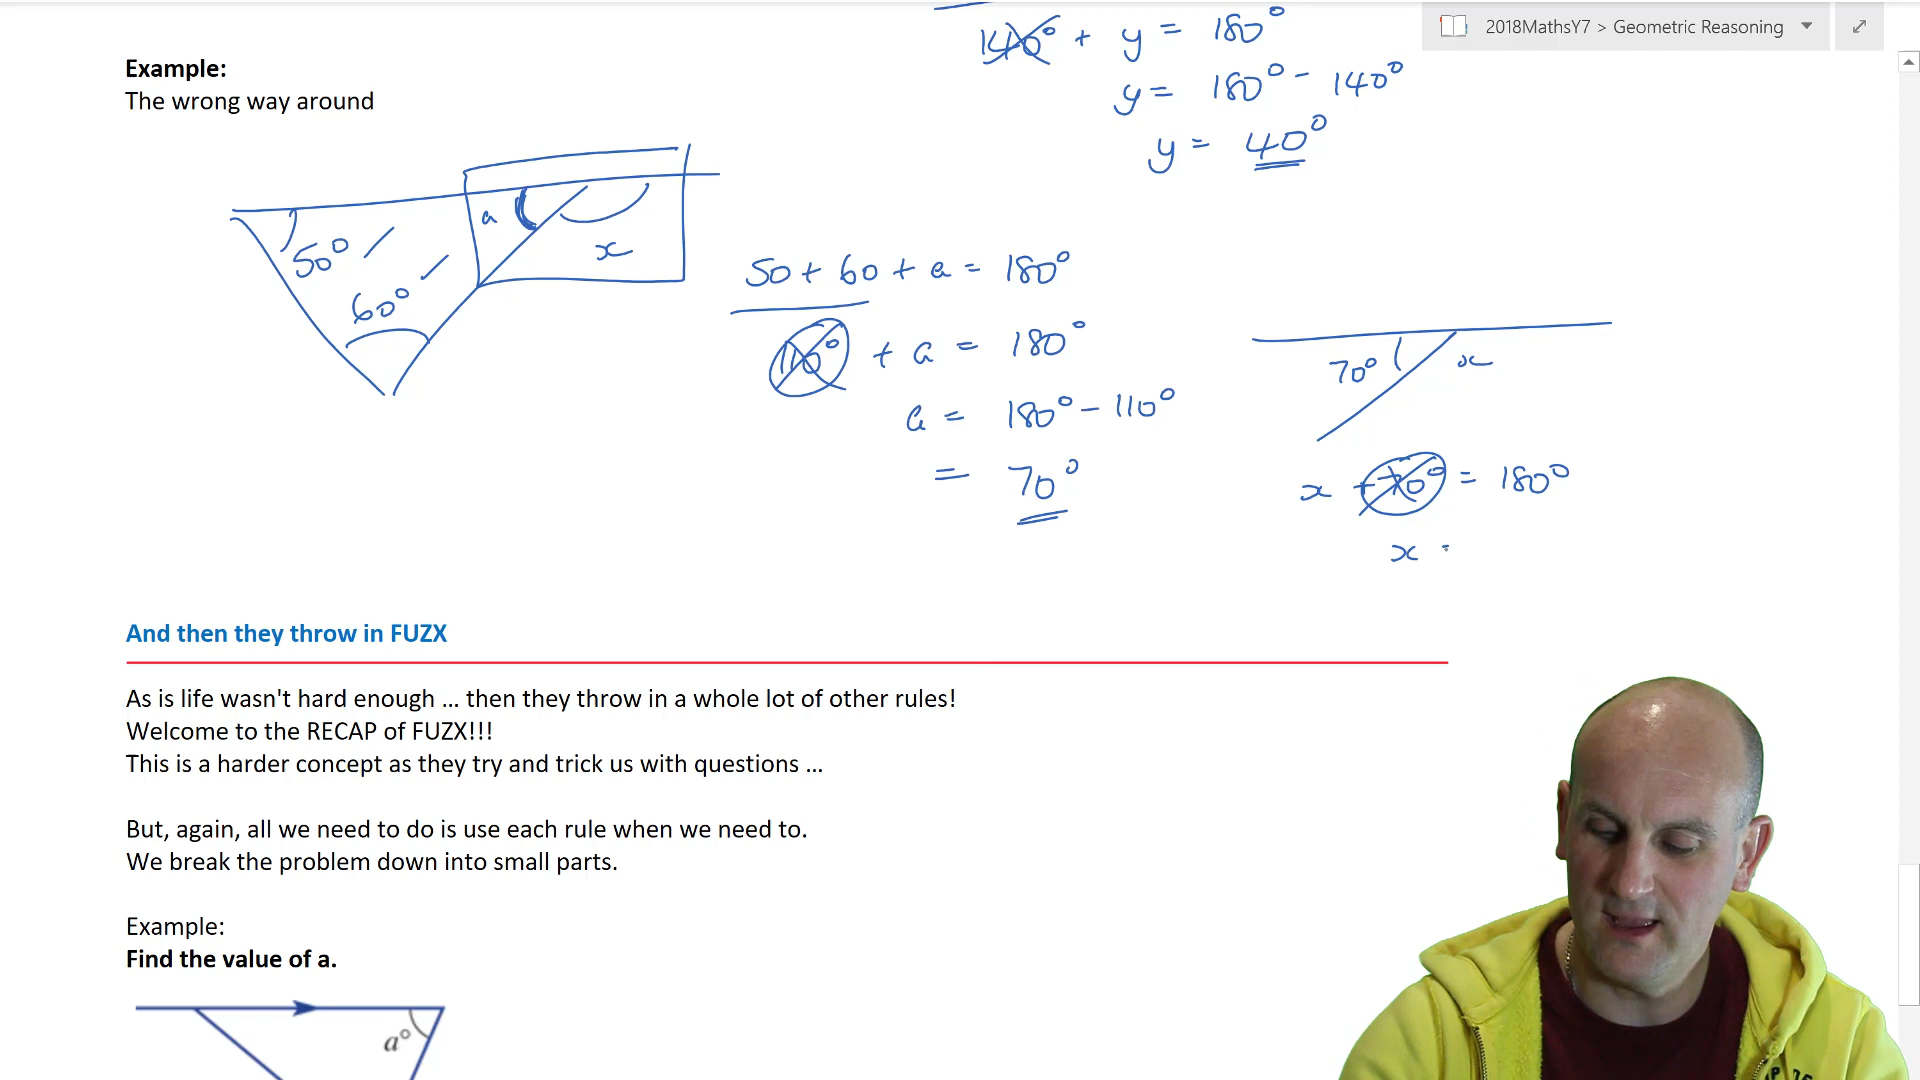 2018MathsY7 > Geometric Reasoning
140° + y = 180°
y = 180° - 140°
y = 40°
Example:
The wrong way around
50°
60°
a
x
50 + 60 + a = 180°
110° + a = 180°
a = 180° - 110°
= 70°
70°
x
x + 70° = 180°
x =
And then they throw in FUZX
As is life wasn't hard enough ... then they throw in a whole lot of other rules!
Welcome to the RECAP of FUZX!!!
This is a harder concept as they try and trick us with questions ...
But, again, all we need to do is use each rule when we need to.
We break the problem down into small parts.
Example:
Find the value of a.
a°